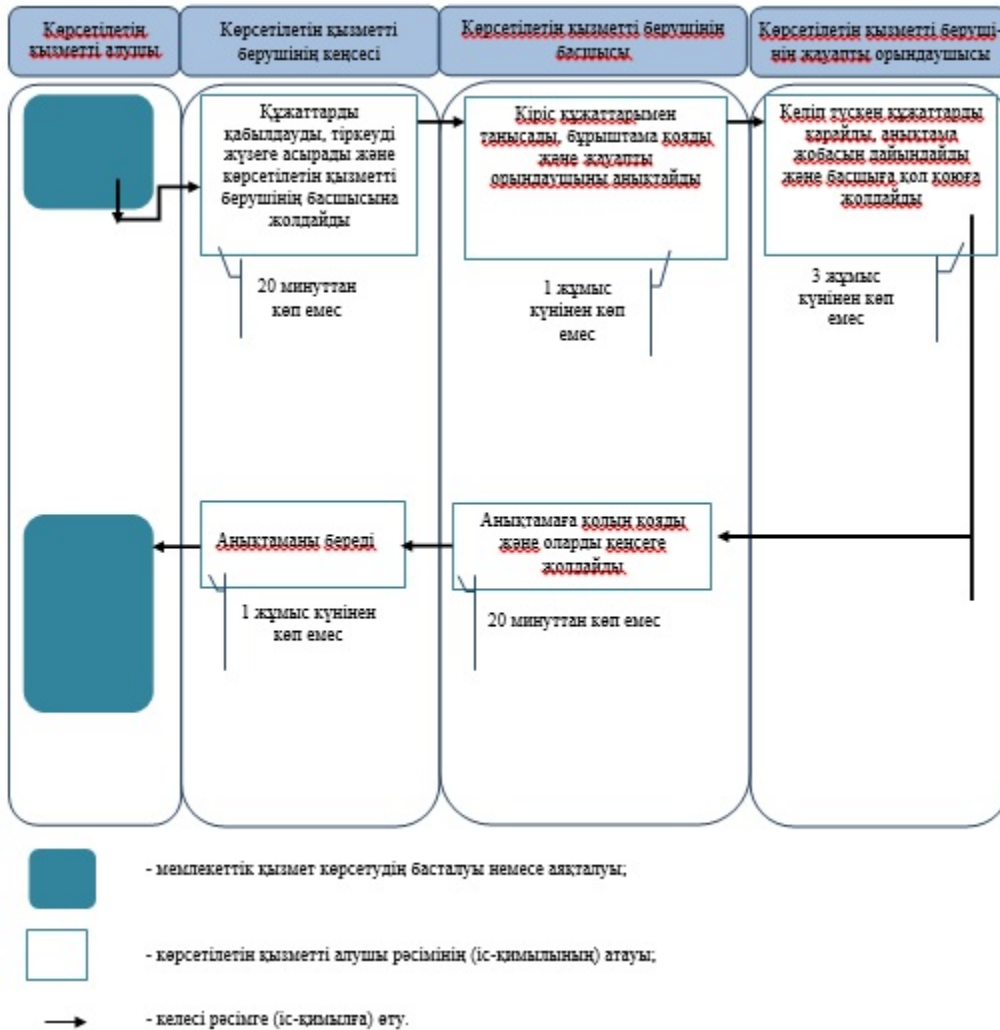 Көрсетілетін
қызметті алушы
Көрсетілетін қызметті
берушінің кеңсесі
Көрсетілетін қызметті берушінің
басшысы
Көрсетілетін қызметті беруші-
нің жауапты орындаушысы
Құжаттарды
қабылдауды, тіркеуді
жүзеге асырады және
көрсетілетін қызметті
берушінің басшысына
жолдайды
Кіріс құжаттарымен
танысады, бұрыштама қояды
және жауапты
орындаушыны анықтайды
Келіп түскен құжаттарды
қарайды, анықтама
жобасын дайындайды
және басшыға қол қоюға
жолдайды
20 минуттан
көп емес
1 жұмыс
күнінен көп
емес
3 жұмыс
күнінен көп
емес
Анықтаманы береді
Анықтамаға қолын қояды
және оларды кеңсеге
жолдайды
1 жұмыс күнінен
көп емес
20 минуттан көп емес
- мемлекеттік қызмет көрсетудің басталуы немесе аяқталуы;
- көрсетілетін қызметті алушы рәсімінің (іс-қимылының) атауы;
- келесі рәсімге (іс-қимылға) өту.